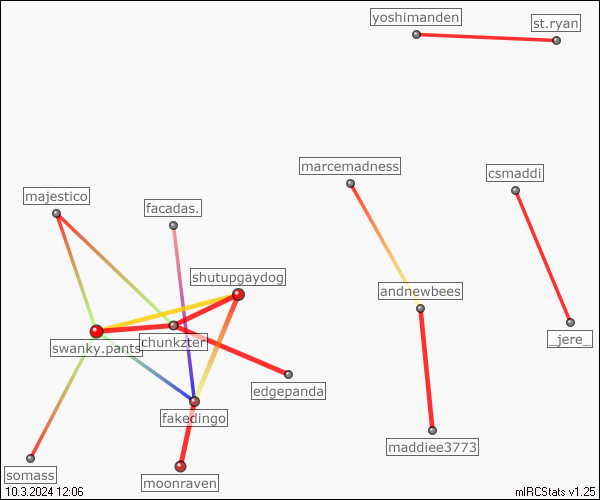 yoshimanden
st.ryan
marcemadness
csmaddi
majestico
facadas.
shutupgaydog
andnewbees
_jere_
chunkzter
swanky.pants
edgepanda
fakedingo
maddiee3773
somass
moonraven
10.3.2024 12:06
mIRCStats v1.25